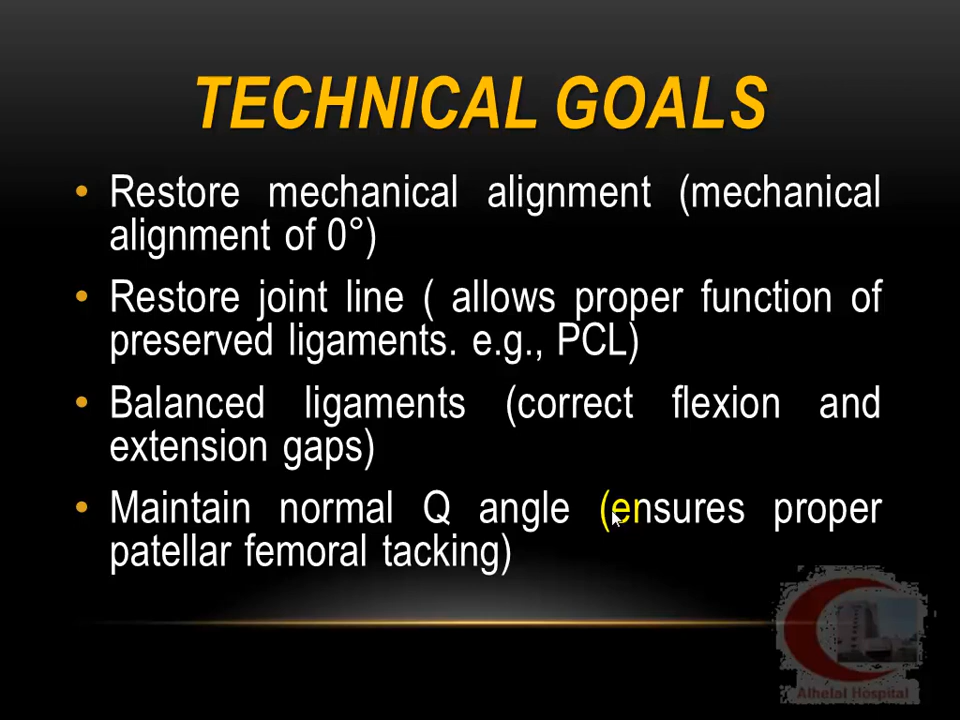 TECHNICAL GOALS
• Restore mechanical alignment (mechanical
alignment of 0°)
• Restore joint line ( allows proper function of
preserved ligaments. e.g., PCL)
• Balanced ligaments (correct flexion and
extension gaps)
• Maintain normal Q angle (ensures proper
patellar femoral tacking)
Alhelal Hospital